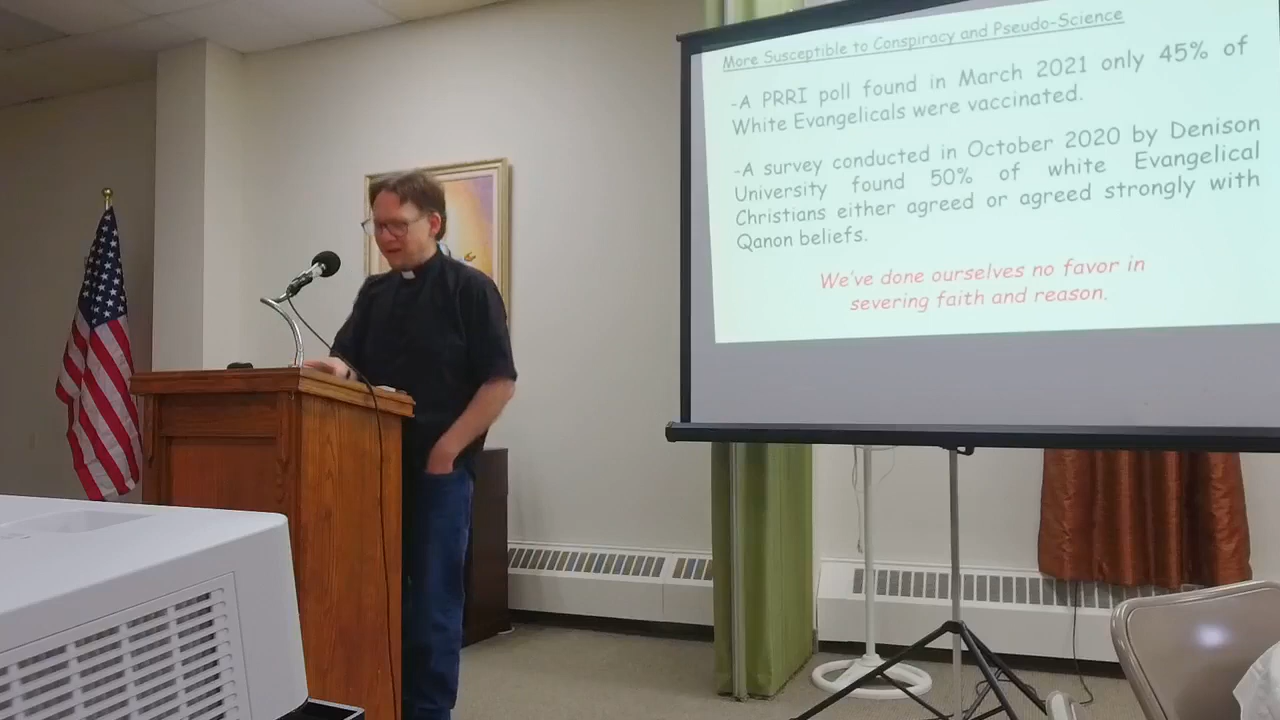 More Susceptible to Conspiracy and Pseudo-Science
-A PRRI poll found in March 2021 only 45% of
White Evangelicals were vaccinated.
-A survey conducted in October 2020 by Denison
University found 50% of white Evangelical
Christians either agreed or agreed strongly with
Qanon beliefs.
We've done ourselves no favor in
severing faith and reason.